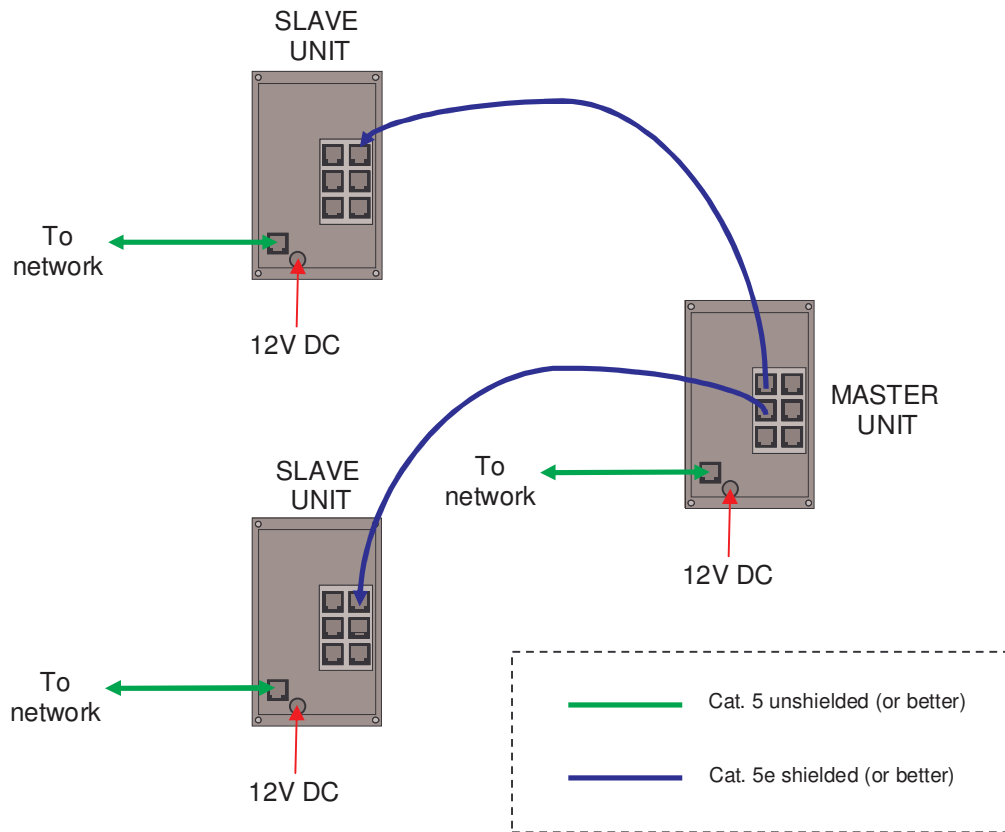 SLAVE
UNIT
To
network
12V DC
MASTER
UNIT
SLAVE
UNIT
To
network
12V DC
To
network
12V DC
Cat. 5 unshielded (or better)
Cat. 5e shielded (or better)